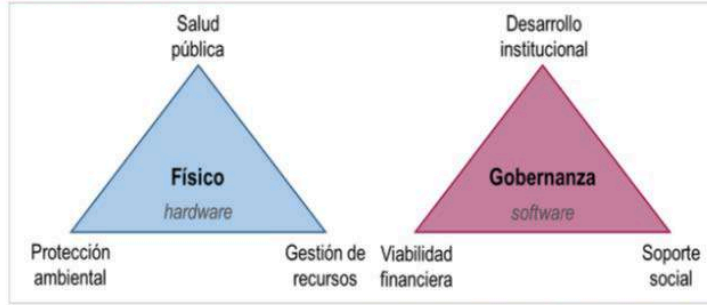 Salud
pública
Desarrollo
institucional
Físico
hardware
Gobernanza
software
Protección
ambiental
Gestión de
recursos
Viabilidad
financiera
Soporte
social